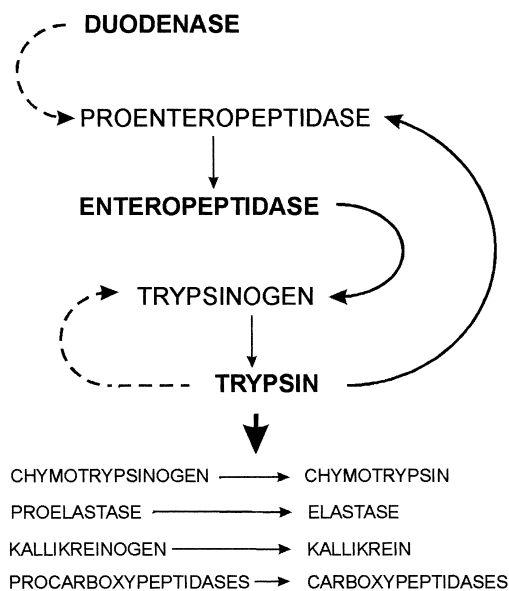 DUODENASE
PROENTEROPEPTIDASE
ENTEROPEPTIDASE
TRYPSINOGEN
TRYPSIN
CHYMOTRYPSINOGEN CHYMOTRYPSIN
PROELASTASE ELASTASE
KALLIKREINOGEN KALLIKREIN
PROCARBOXYPEPTIDASES CARBOXYPEPTIDASES